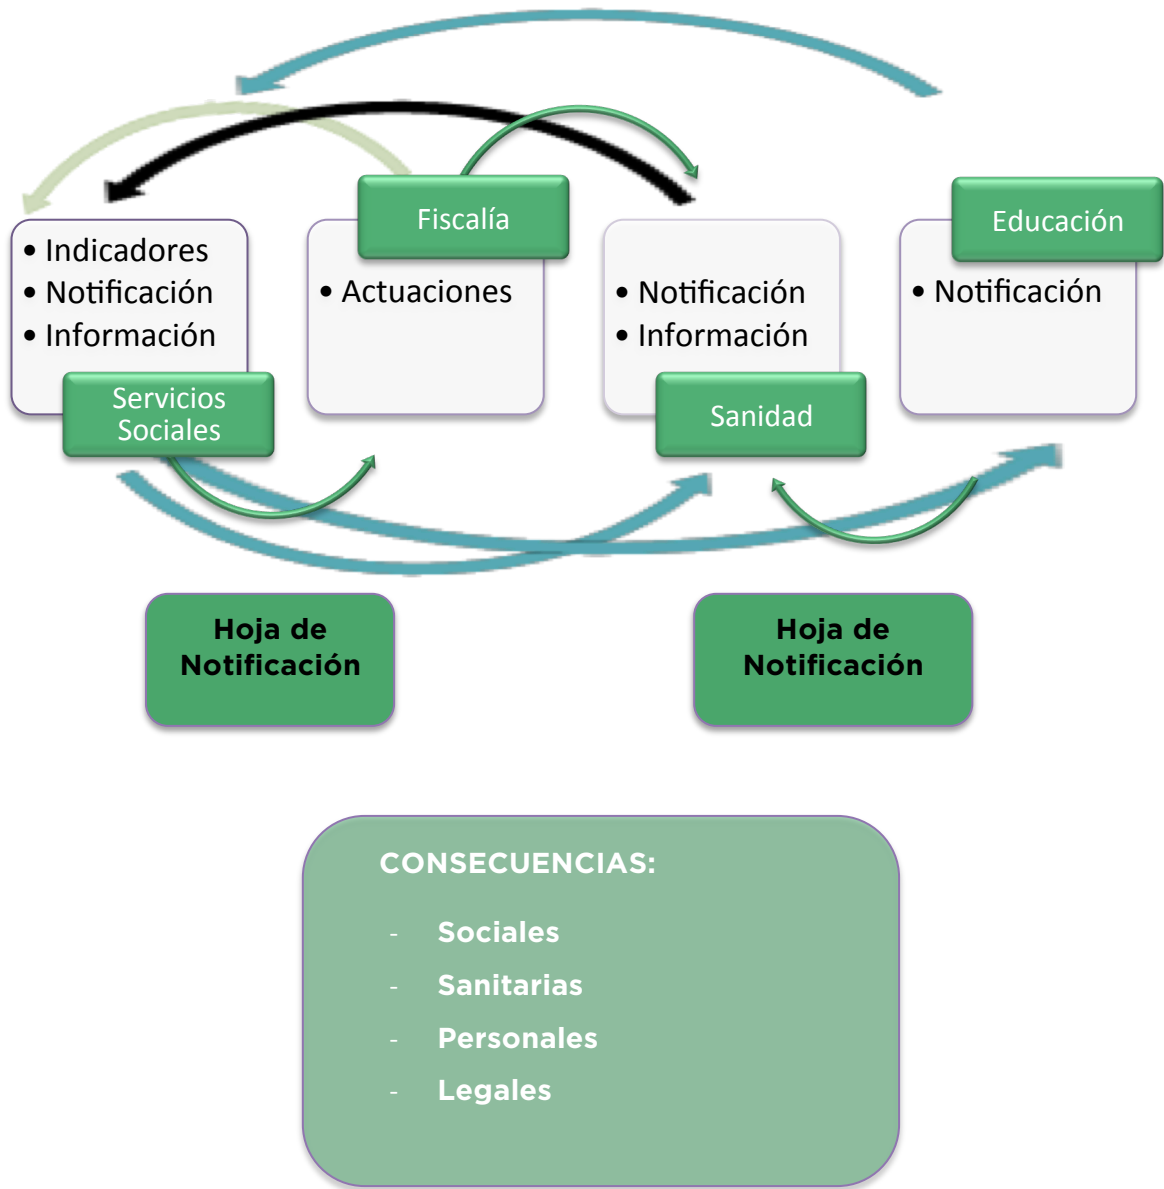 Fiscalía
Educación
• Indicadores
• Notificación
• Información
• Actuaciones
• Notificación
• Información
• Notificación
Servicios
Sociales
Sanidad
Hoja de
Notificación
Hoja de
Notificación
CONSECUENCIAS:
- Sociales
- Sanitarias
- Personales
- Legales